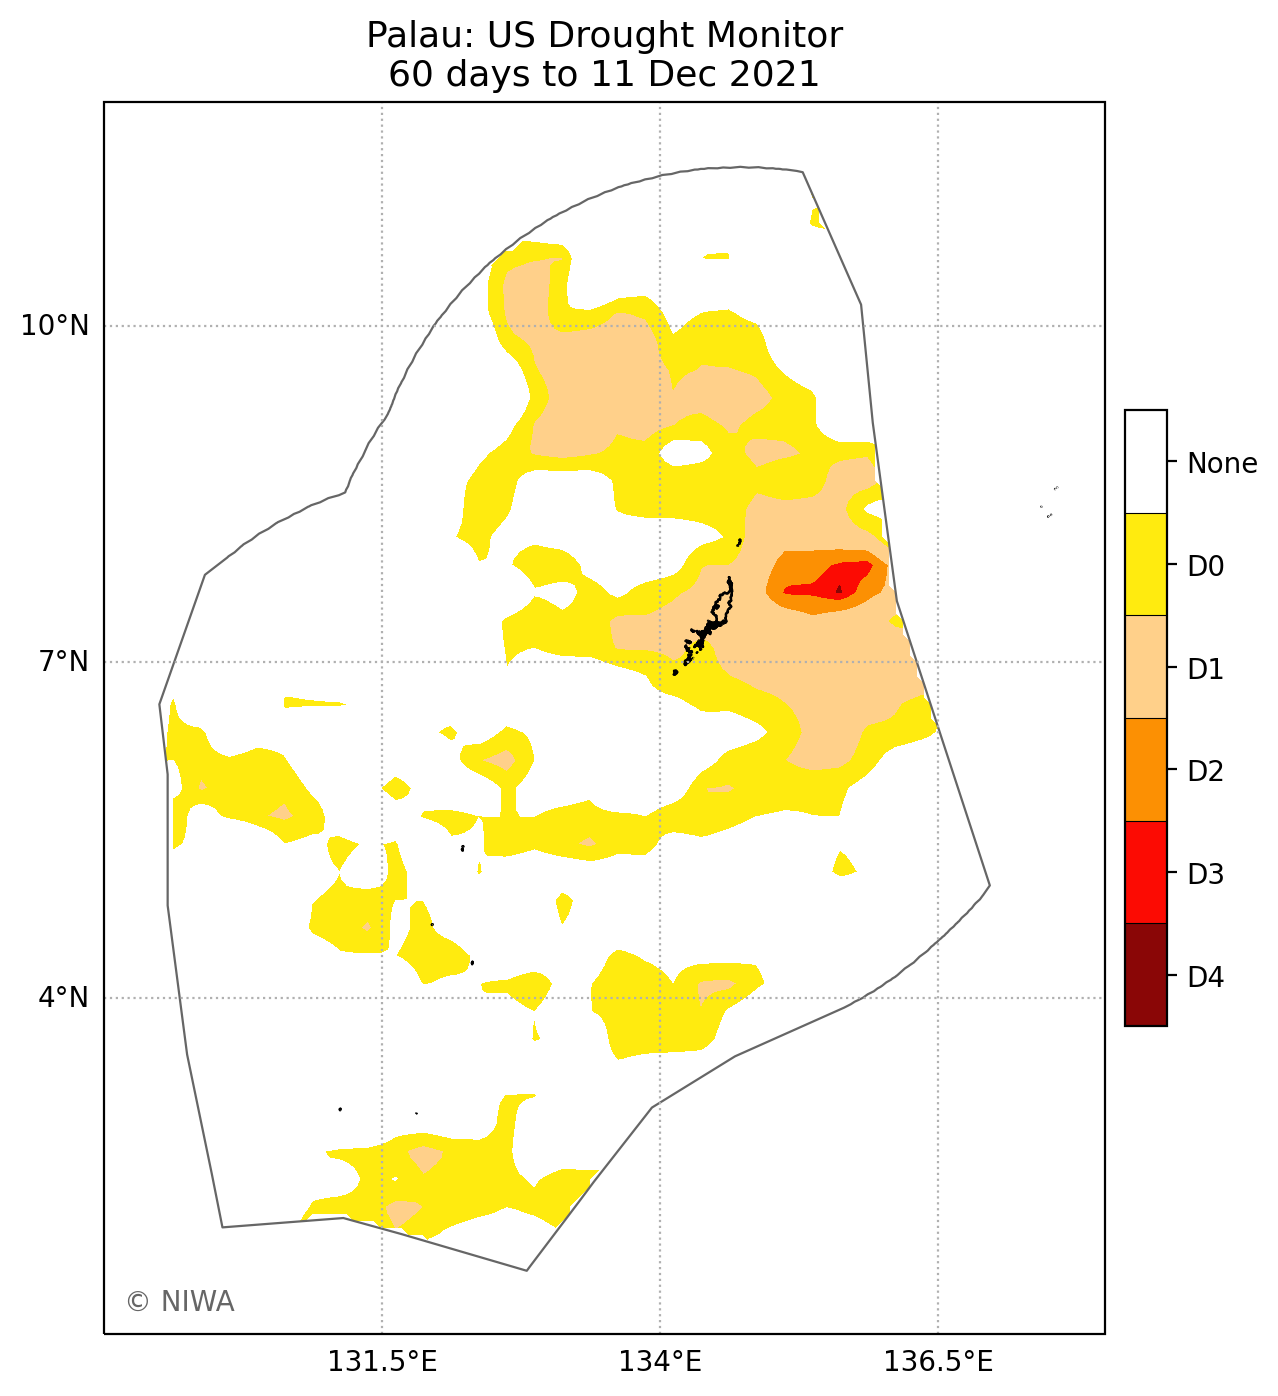 Palau: US Drought Monitor
60 days to 11 Dec 2021
10°N
7°N
4°N
131.5°E
134°E
136.5°E
None
D0
D1
D2
D3
D4
© NIWA